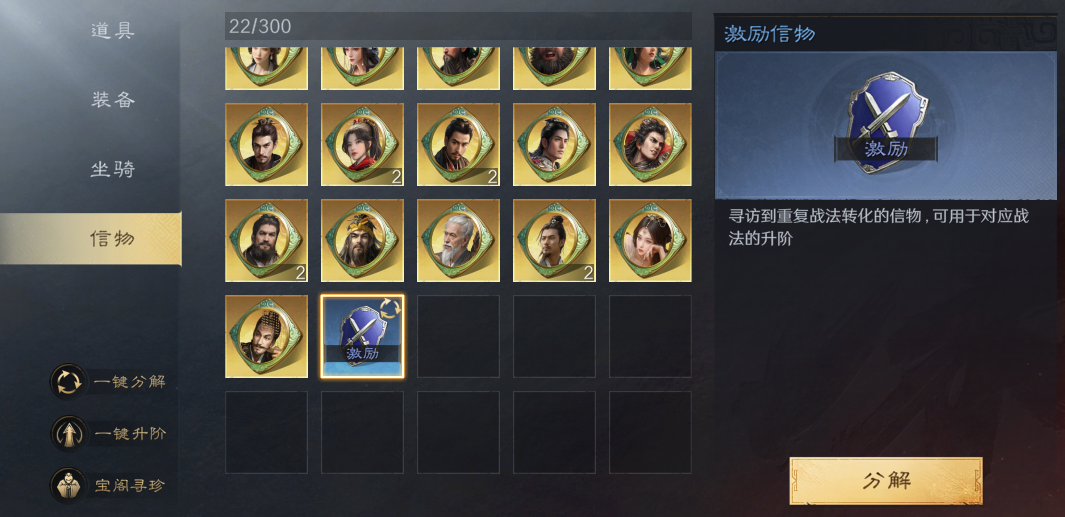 道具
装备
坐骑
信物
一键分解
一键升阶
宝阁寻珍
22/300
2
2
2
2
激励
激励信物
激励
寻访到重复战法转化的信物,可用于对应战
法的升阶
分解